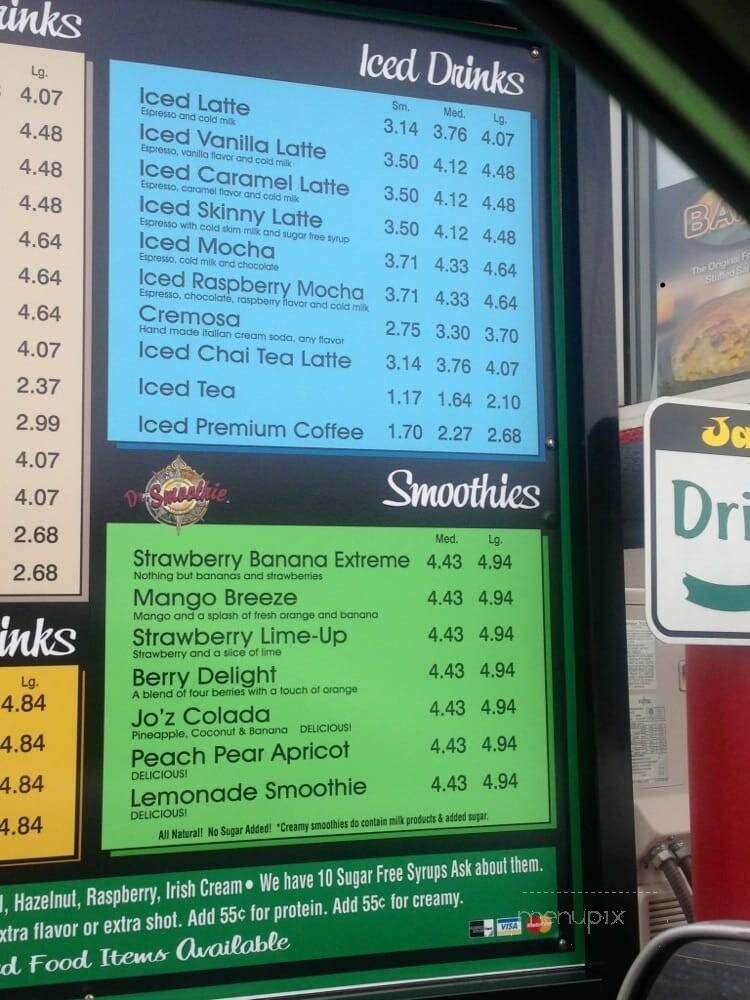 Lg.
4.07
4.48
4.48
4.48
4.64
4.64
4.64
4.07
2.37
2.99
4.07
4.07
2.68
2.68
Lg.
4.84
4.84
4.84
4.84
Iced Drinks
Sm. Med. Lg.
Iced Latte 3.14 3.76 4.07
Espresso and cold milk
Iced Vanilla Latte 3.50 4.12 4.48
Espresso, vanilla flavor and cold milk
Iced Caramel Latte 3.50 4.12 4.48
Espresso, caramel flavor and cold milk
Iced Skinny Latte 3.50 4.12 4.48
Espresso with cold skim milk and sugar free syrup
Iced Mocha 3.71 4.33 4.64
Espresso, cold milk and chocolate
Iced Raspberry Mocha 3.71 4.33 4.64
Espresso, chocolate, raspberry flavor and cold milk
Cremosa 2.75 3.30 3.70
Hand made Italian cream soda, any flavor
Iced Chai Tea Latte 3.14 3.76 4.07
Iced Tea 1.17 1.64 2.10
Iced Premium Coffee 1.70 2.27 2.68
Dr. Smoothie
Smoothies
Med. Lg.
Strawberry Banana Extreme 4.43 4.94
Nothing but bananas and strawberries
Mango Breeze 4.43 4.94
Mango and a splash of fresh orange and banana
Strawberry Lime-Up 4.43 4.94
Strawberry and a slice of lime
Berry Delight 4.43 4.94
A blend of four berries with a touch of orange
Jo'z Colada 4.43 4.94
Pineapple, Coconut & Banana DELICIOUS!
Peach Pear Apricot 4.43 4.94
DELICIOUS!
Lemonade Smoothie 4.43 4.94
DELICIOUS!
All Natural! No Sugar Added! *Creamy smoothies do contain milk products & added sugar.
Hazelnut, Raspberry, Irish Cream • We have 10 Sugar Free Syrups Ask about them.
xtra flavor or extra shot. Add 55¢ for protein. Add 55¢ for creamy.
d Food Items Available
VISA
menupix
The Original
Stuffed
Ja
Dri